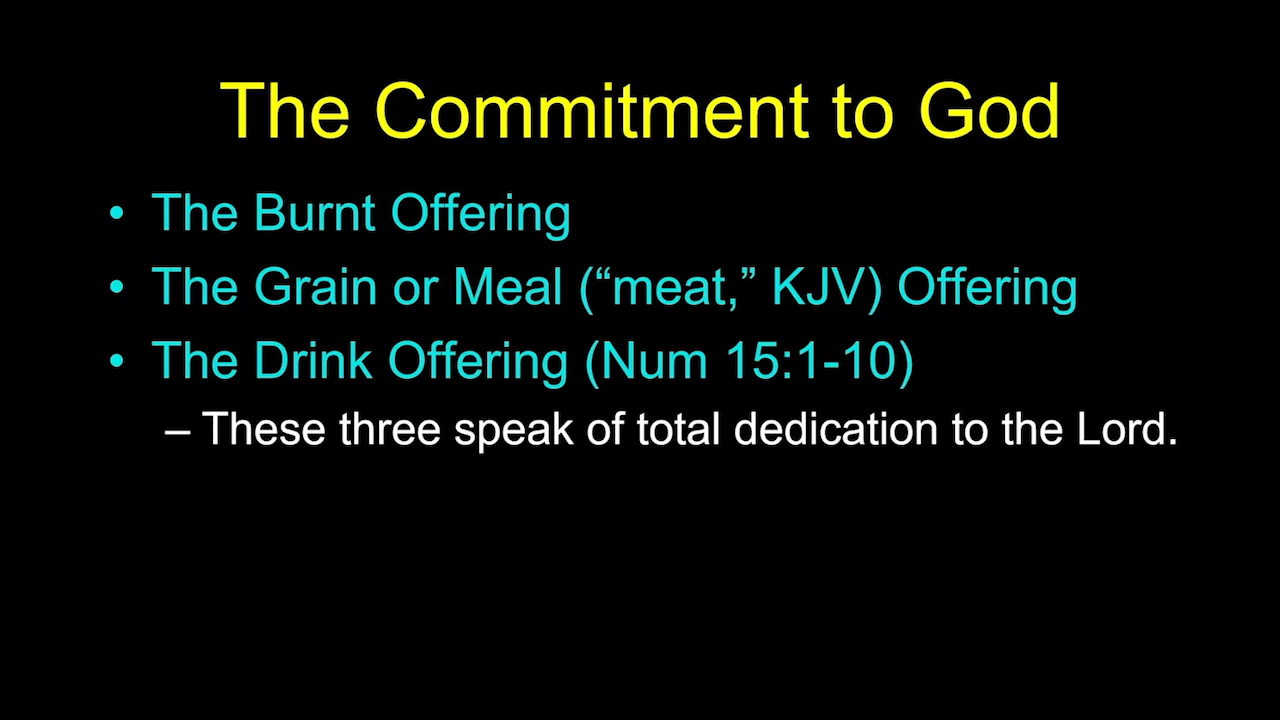 The Commitment to God
• The Burnt Offering
• The Grain or Meal (“meat,” KJV) Offering
• The Drink Offering (Num 15:1-10)
– These three speak of total dedication to the Lord.